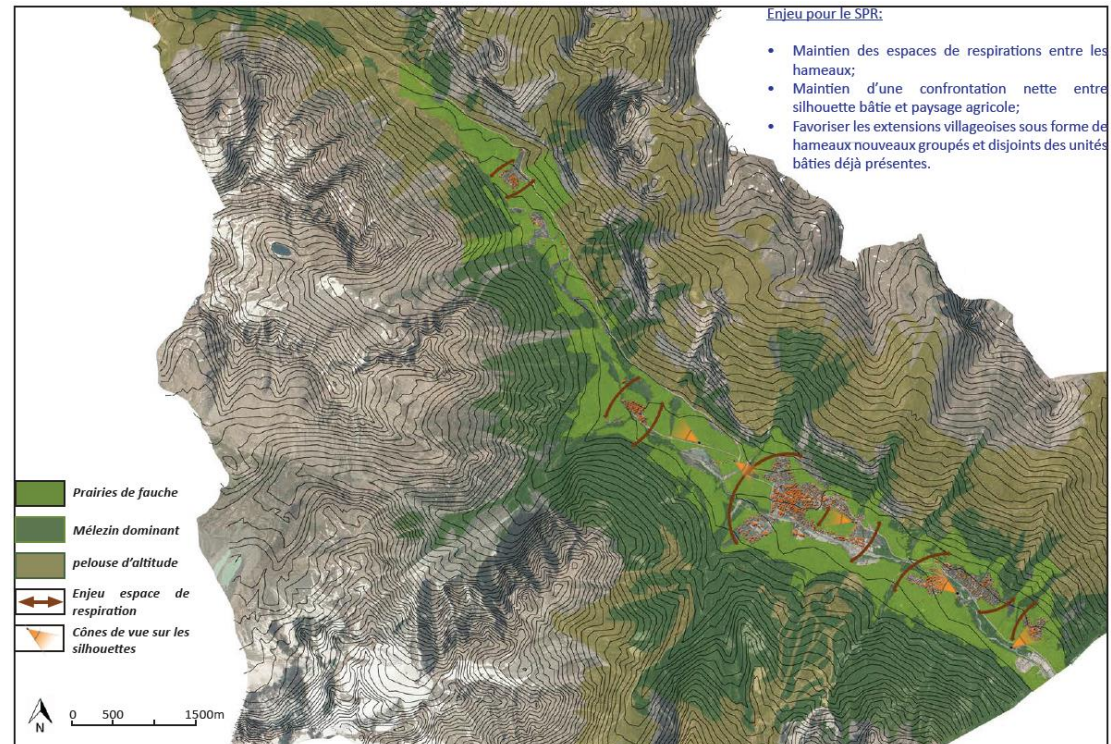 Enjeu pour le SPR:
• Maintien des espaces de respirations entre les
hameaux;
• Maintien d'une confrontation nette entre
silhouette bâtie et paysage agricole;
• Favoriser les extensions villageoises sous forme de
hameaux nouveaux groupés et disjoints des unités
bâties déjà présentes.
Prairies de fauche
Mélezin dominant
pelouse d'altitude
Enjeu espace de
respiration
Cônes de vue sur les
silhouettes
N
0 500 1500m